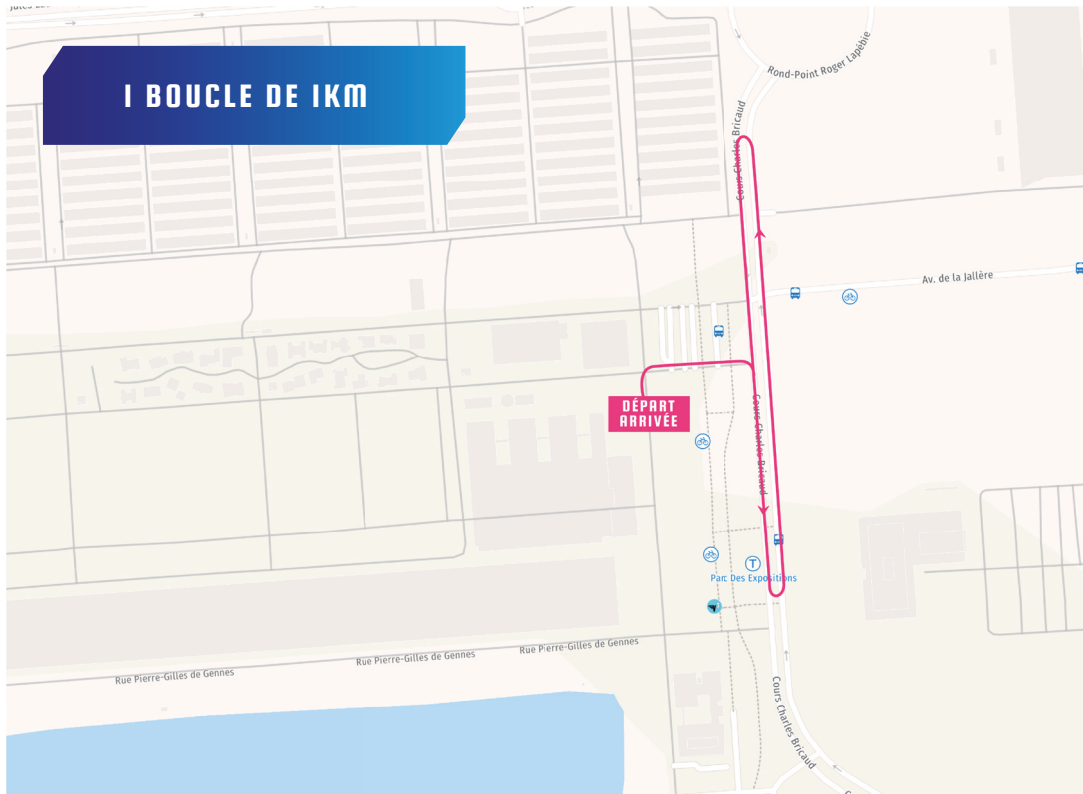 1 BOUCLE DE 1KM
Rond-Point Roger Lapébie
Cours Charles Bricaud
Av. de la Jallère
DÉPART
ARRIVÉE
Cours Charles Bricaud
T
Parc Des Expositions
Rue Pierre-Gilles de Gennes
Rue Pierre-Gilles de Gennes
Rue Pierre-Gilles de Gennes
Cours Charles Bricaud